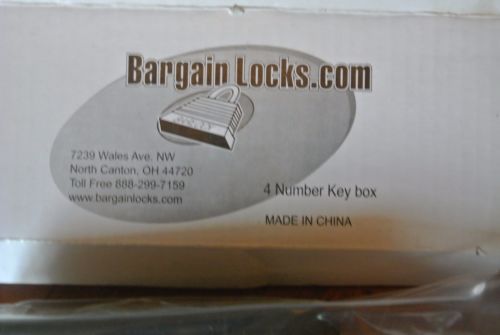 Bargain Locks.com
7239 Wales Ave. NW
North Canton, OH 44720
Toll Free 888-299-7159
www.bargainlocks.com
4 Number Key box
MADE IN CHINA